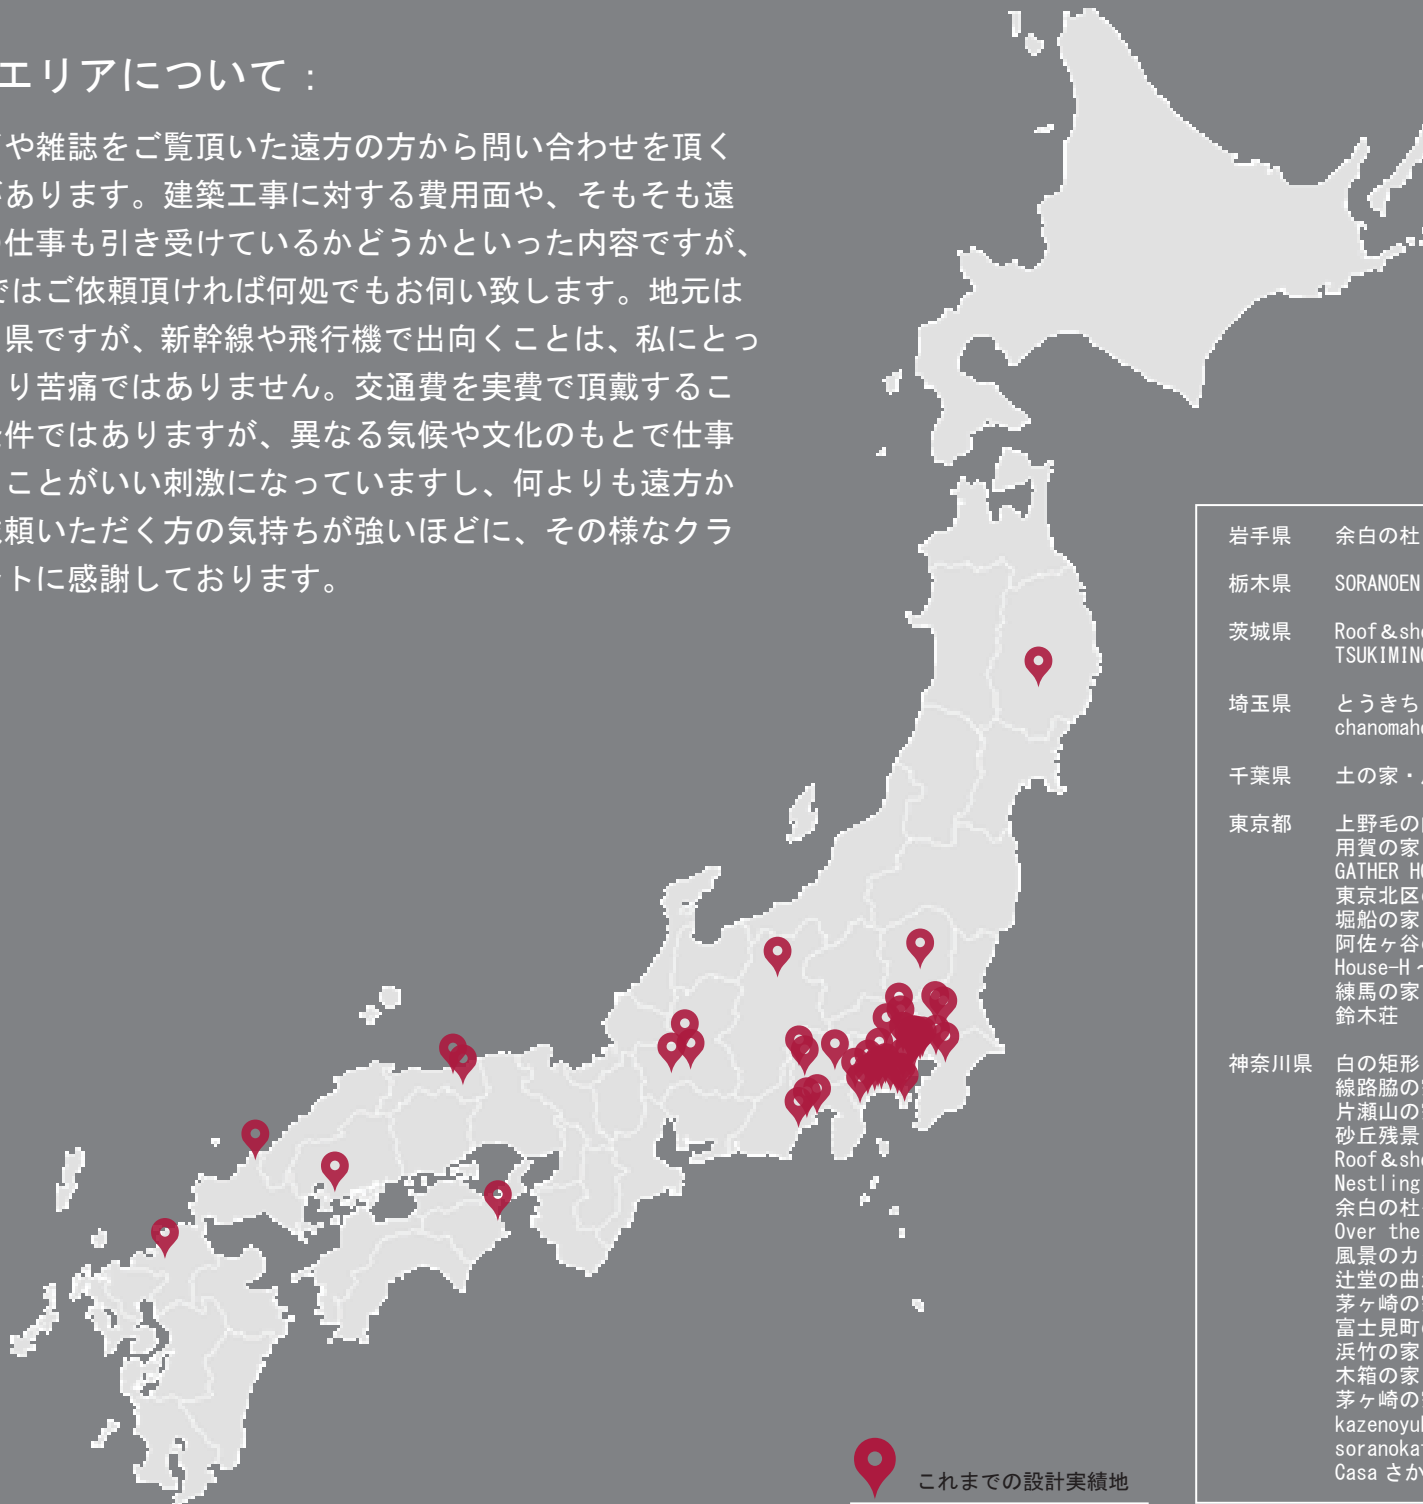 エリアについて：
や雑誌をご覧頂いた遠方の方から問い合わせを頂く
あります。建築工事に対する費用面や、そもそも遠
仕事も引き受けているかどうかといった内容ですが、
ではご依頼頂ければ何処でもお伺い致します。地元は
県ですが、新幹線や飛行機で出向くことは、私にとっ
り苦痛ではありません。交通費を実費で頂戴するこ
件ではありますが、異なる気候や文化のもとで仕事
ことがいい刺激になっていますし、何よりも遠方か
頼いただく方の気持ちが強いほどに、その様なクラ
ントに感謝しております。
岩手県 余白の杜
栃木県 SORANOEN
茨城県 Roof＆sh
TSUKIMIN
埼玉県 とうきち
chanomah
千葉県 土の家・
東京都 上野毛の
用賀の家
GATHER H
東京北区
堀船の家
阿佐ヶ谷
House-H～
練馬の家
鈴木荘
神奈川県 白の矩形
線路脇の
片瀬山の
砂丘残景
Roof＆sh
Nestling
余白の杜
Over the
風景のカ
辻堂の曲
茅ヶ崎の
富士見町
浜竹の家
木箱の家
茅ヶ崎の
kazenoyu
soranoka
Casa さか
これまでの設計実績地